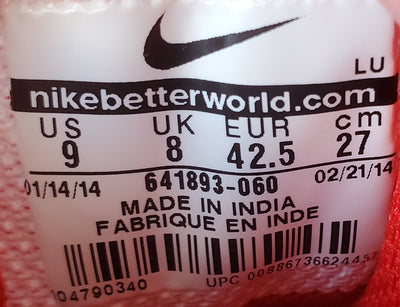 LU
nikebetterworld.com
US UK EUR cm
9 8 42.5 27
01/14/14 641893-060 02/21/14
MADE IN INDIA
FABRIQUE EN INDE
104790340
UPC 00886736624457